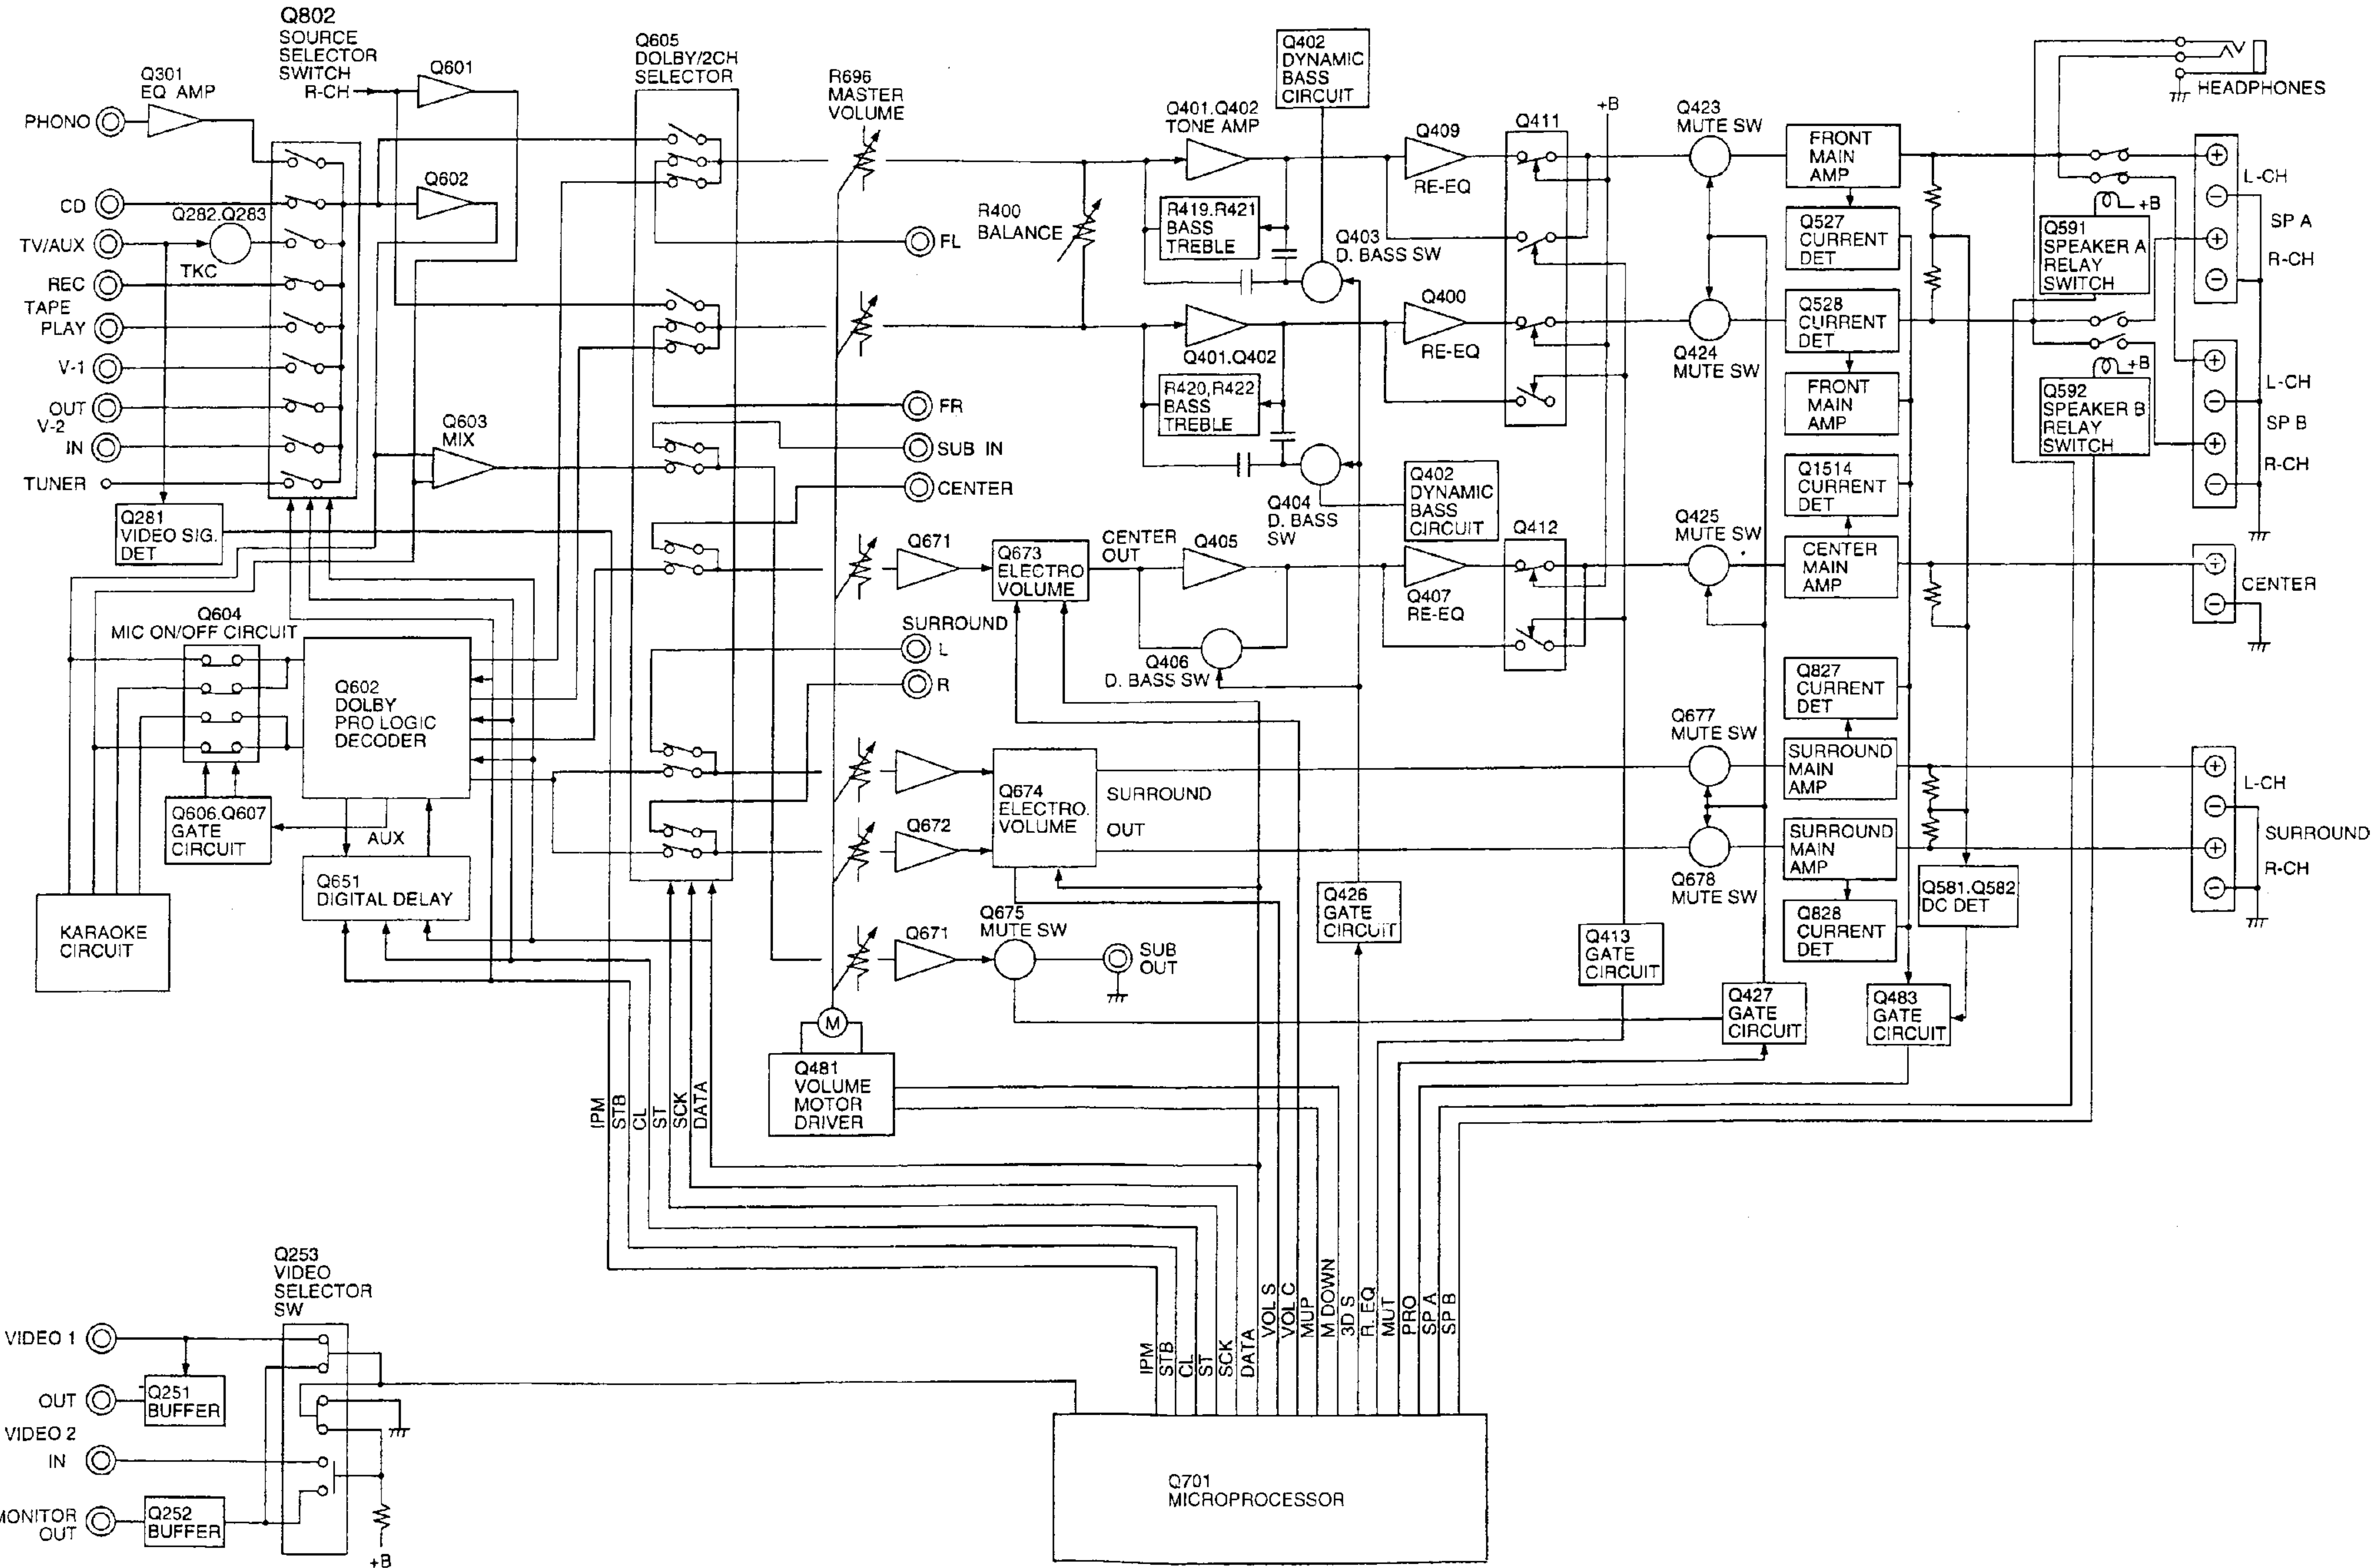 Q802
SOURCE
SELECTOR
SWITCH
R-CH
Q601
Q301
EQ AMP
PHONO
CD
Q282.Q283
TV/AUX
TKC
REC
TAPE
PLAY
V-1
OUT
V-2
IN
TUNER
Q281
VIDEO SIG.
DET
Q602
Q603
MIX
Q605
DOLBY/2CH
SELECTOR
R696
MASTER
VOLUME
FL
FR
SUB IN
CENTER
R400
BALANCE
Q402
DYNAMIC
BASS
CIRCUIT
Q401.Q402
TONE AMP
R419.R421
BASS
TREBLE
Q403
D. BASS SW
Q401.Q402
R420,R422
BASS
TREBLE
Q404
D. BASS
SW
Q402
DYNAMIC
BASS
CIRCUIT
Q409
RE-EQ
Q400
RE-EQ
Q411
+B
Q423
MUTE SW
Q424
MUTE SW
FRONT
MAIN
AMP
Q527
CURRENT
DET
Q528
CURRENT
DET
FRONT
MAIN
AMP
Q1514
CURRENT
DET
CENTER
MAIN
AMP
HEADPHONES
Q591
SPEAKER A
RELAY
SWITCH
+B
Q592
SPEAKER B
RELAY
SWITCH
+B
+
L-CH
−
SP A
+
R-CH
−
+
L-CH
−
SP B
+
R-CH
−
+
CENTER
−
Q604
MIC ON/OFF CIRCUIT
Q602
DOLBY
PRO LOGIC
DECODER
Q606.Q607
GATE
CIRCUIT
AUX
Q651
DIGITAL DELAY
KARAOKE
CIRCUIT
Q671
Q673
ELECTRO
VOLUME
CENTER
OUT
Q405
Q406
D. BASS SW
Q407
RE-EQ
Q412
Q425
MUTE SW
SURROUND
L
R
Q672
Q674
ELECTRO.
VOLUME
SURROUND
OUT
Q677
MUTE SW
Q678
MUTE SW
Q827
CURRENT
DET
SURROUND
MAIN
AMP
SURROUND
MAIN
AMP
Q828
CURRENT
DET
Q581.Q582
DC DET
+
L-CH
−
SURROUND
+
R-CH
−
Q671
Q675
MUTE SW
SUB
OUT
Q426
GATE
CIRCUIT
Q413
GATE
CIRCUIT
Q427
GATE
CIRCUIT
Q483
GATE
CIRCUIT
M
Q481
VOLUME
MOTOR
DRIVER
IPM
STB
CL
ST
SCK
DATA
IPM
STB
CL
ST
SCK
DATA
VOL S
VOL C
MUP
M DOWN
3D S
R. EQ
MUT
PRO
SP A
SP B
Q701
MICROPROCESSOR
Q253
VIDEO
SELECTOR
SW
VIDEO 1
OUT
Q251
BUFFER
VIDEO 2
IN
MONITOR
OUT
Q252
BUFFER
+B